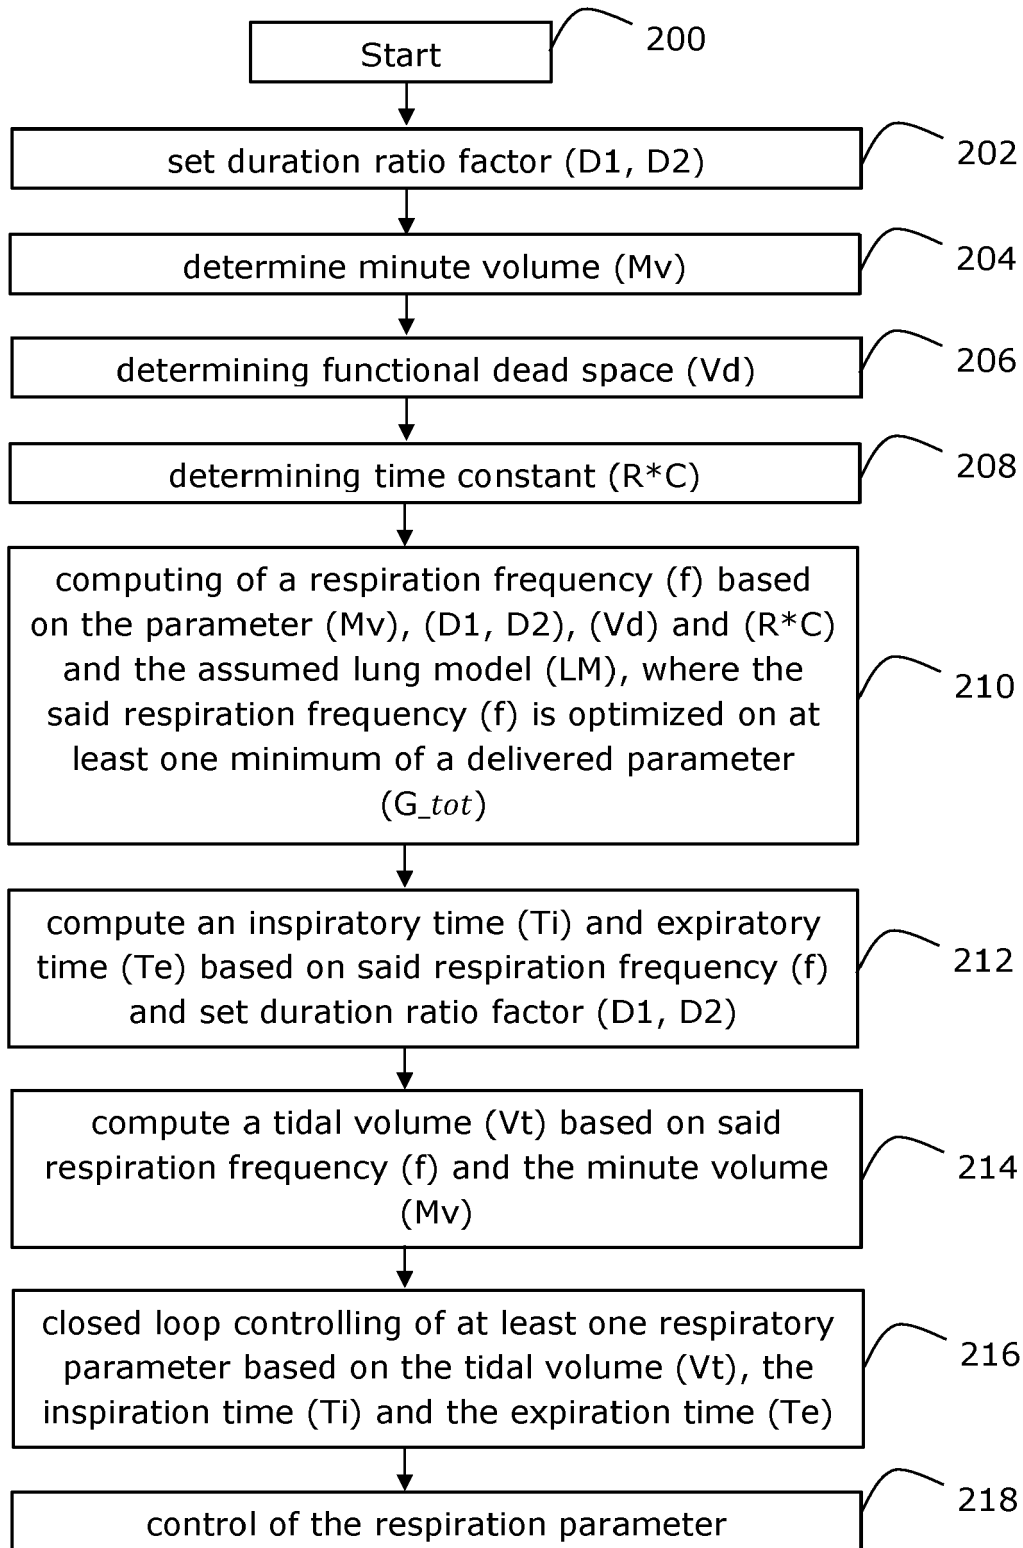 Start
200
set duration ratio factor (D1, D2)
202
determine minute volume (Mv)
204
determining functional dead space (Vd)
206
determining time constant (R*C)
208
computing of a respiration frequency (f) based
on the parameter (Mv), (D1, D2), (Vd) and (R*C)
and the assumed lung model (LM), where the
said respiration frequency (f) is optimized on at
least one minimum of a delivered parameter
(G_tot)
210
compute an inspiratory time (Ti) and expiratory
time (Te) based on said respiration frequency (f)
and set duration ratio factor (D1, D2)
212
compute a tidal volume (Vt) based on said
respiration frequency (f) and the minute volume
(Mv)
214
closed loop controlling of at least one respiratory
parameter based on the tidal volume (Vt), the
inspiration time (Ti) and the expiration time (Te)
216
control of the respiration parameter
218